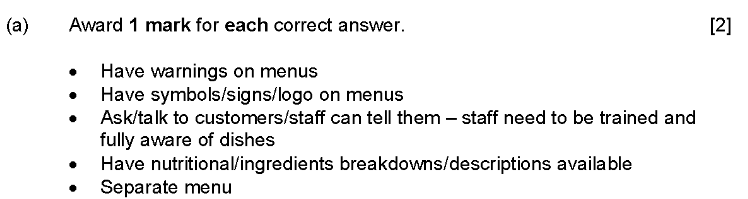 (a) Award 1 mark for each correct answer. [2]
• Have warnings on menus
• Have symbols/signs/logo on menus
• Ask/talk to customers/staff can tell them – staff need to be trained and
fully aware of dishes
• Have nutritional/ingredients breakdowns/descriptions available
• Separate menu